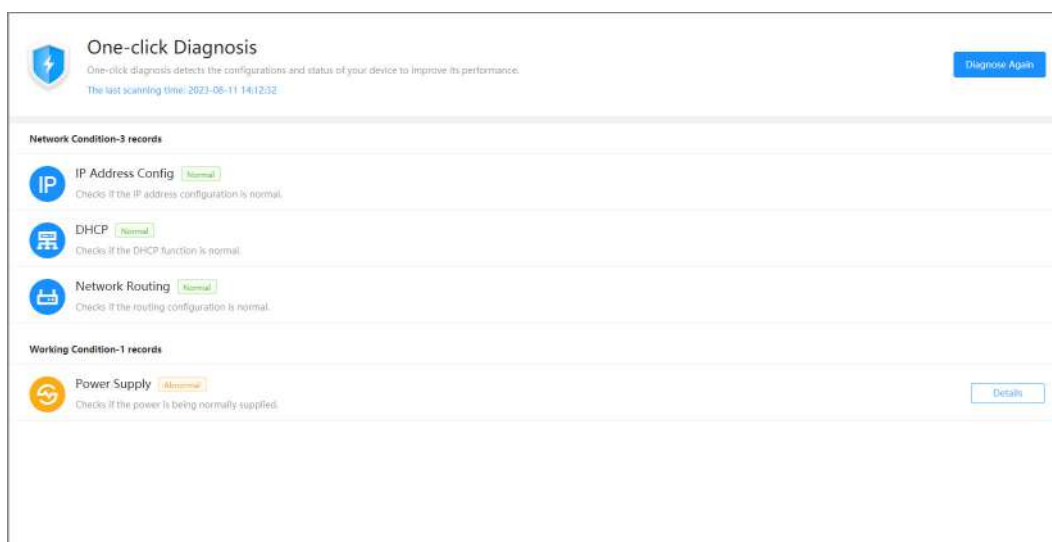 One-click Diagnosis
One-click diagnosis detects the configurations and status of your device to improve its performance.
The last scanning time: 2023-08-11 14:12:32
Diagnose Again
Network Condition-3 records
IP
IP Address Config Normal
Checks if the IP address configuration is normal.
DHCP Normal
Checks if the DHCP function is normal.
Network Routing Normal
Checks if the routing configuration is normal.
Working Condition-1 records
Power Supply Abnormal
Checks if the power is being normally supplied.
Details